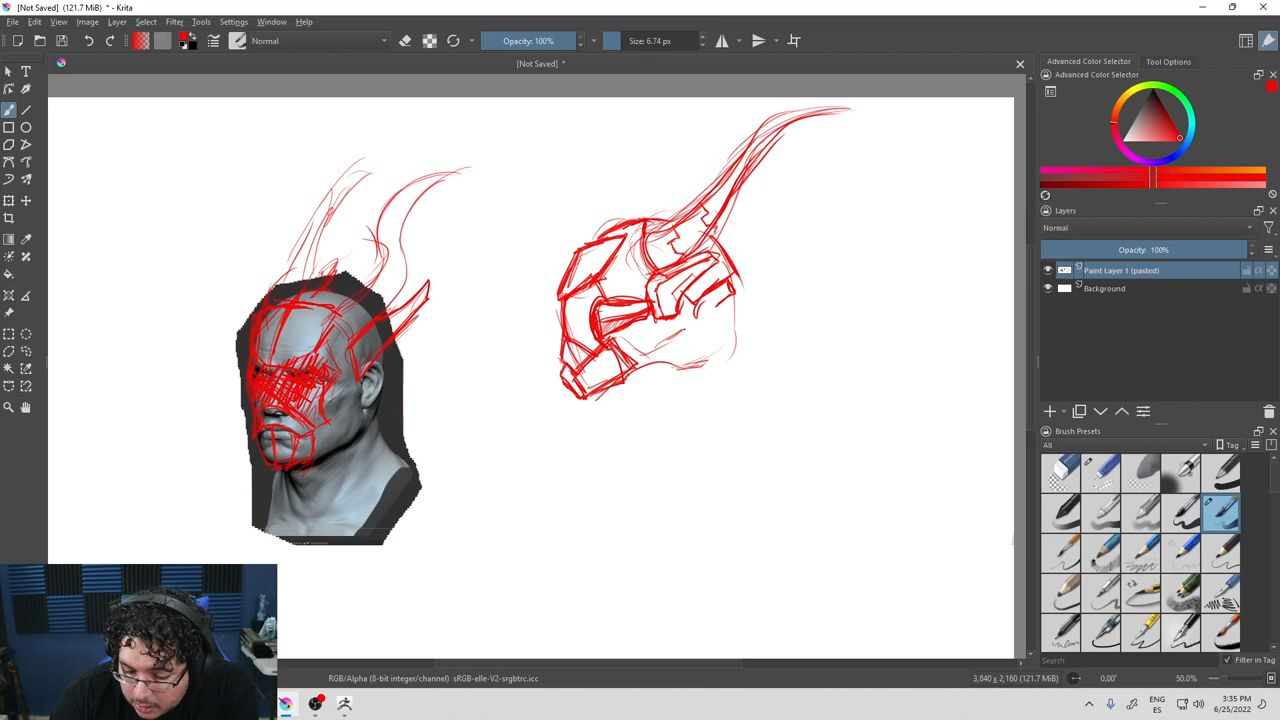 [Not Saved] (121.7 MiB) * - Krita
File Edit View Image Layer Select Filter Tools Settings Window Help
Normal Opacity: 100% Size: 6.74 px
[Not Saved] *
Advanced Color Selector Tool Options
Advanced Color Selector
Layers
Normal
Opacity: 100%
Paint Layer 1 (pasted)
Background
Brush Presets
All Tag
Search Filter in Tag
RGB/Alpha (8-bit integer/channel) sRGB-elle-V2-srgbtrc.icc 3,840 x 2,160 (121.7 MiB) 0.00° 50.0%
ENG
ES
3:35 PM
6/25/2022